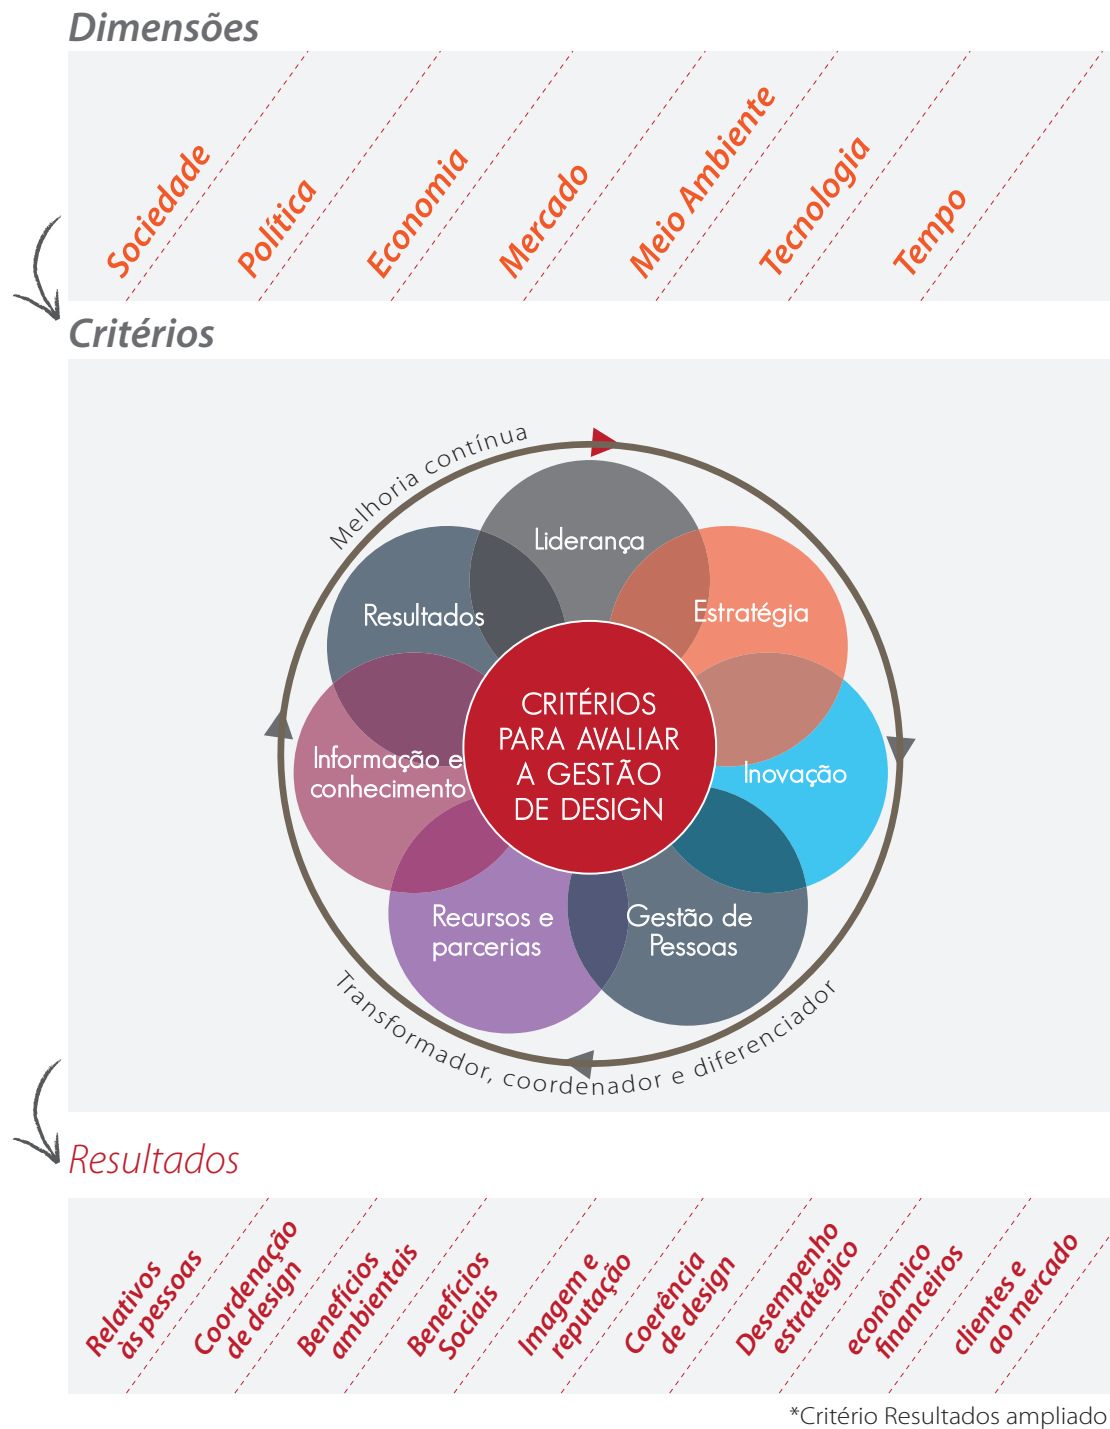 Dimensões
Sociedade
Política
Economia
Mercado
Meio Ambiente
Tecnologia
Tempo
Critérios
Melhoria contínua
Liderança
Estratégia
Resultados
CRITÉRIOS
PARA AVALIAR
A GESTÃO
DE DESIGN
Informação e
conhecimento
Inovação
Recursos e
parcerias
Gestão de
Pessoas
Transformador, coordenador e diferenciador
Resultados
Relativos
às pessoas
Coordenação
de design
Benefícios
ambientais
Benefícios
Sociais
Imagem e
reputação
Coerência
de design
Desempenho
estratégico
econômico
financeiros
clientes e
ao mercado
*Critério Resultados ampliado